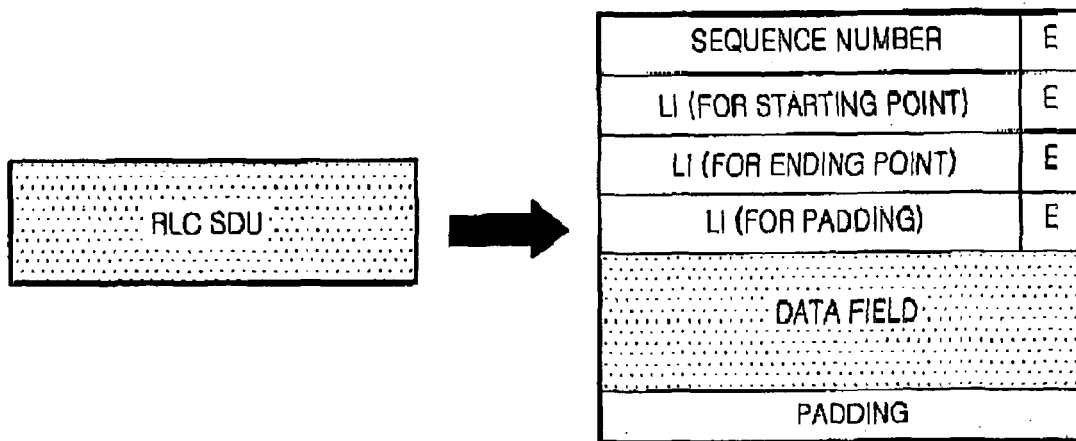 RLC SDU
SEQUENCE NUMBER E
LI (FOR STARTING POINT) E
LI (FOR ENDING POINT) E
LI (FOR PADDING) E
DATA FIELD
PADDING